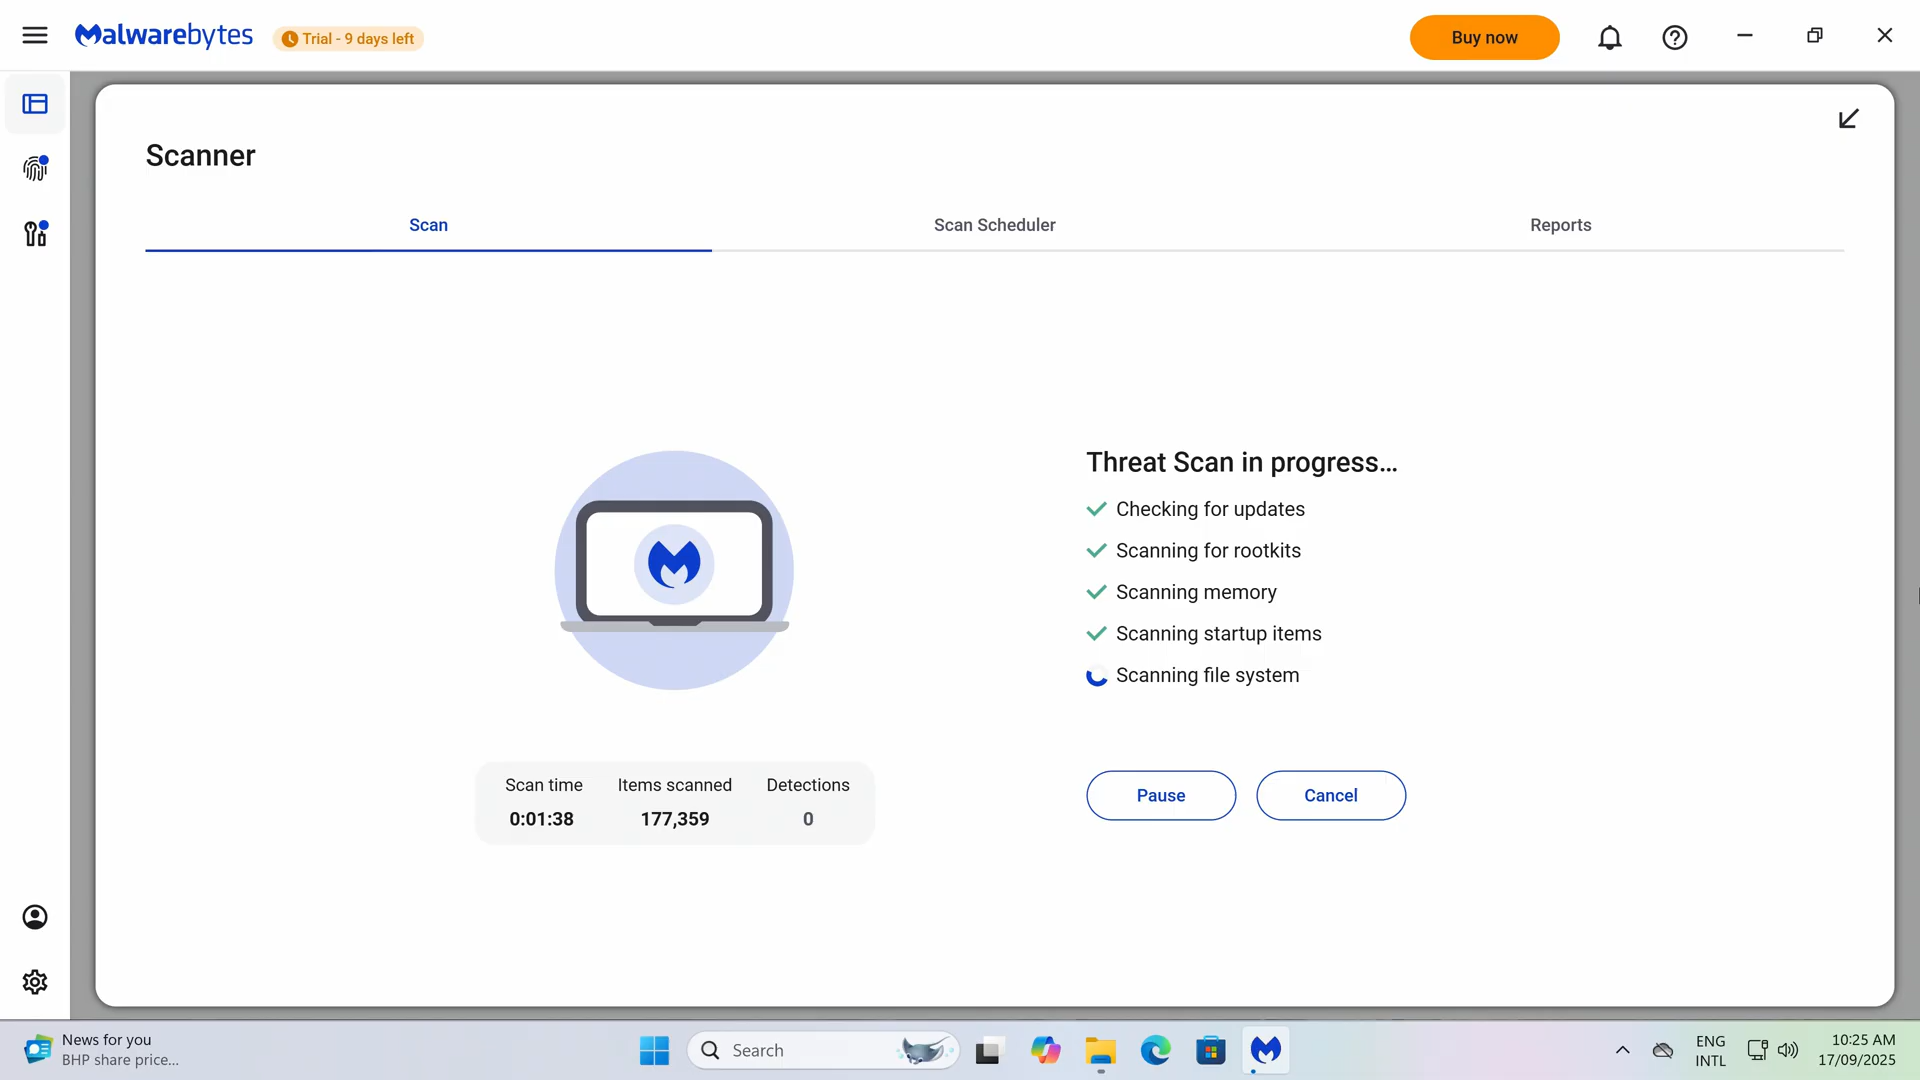 Malwarebytes
Trial - 9 days left
Buy now
Scanner
Scan
Scan Scheduler
Reports
Threat Scan in progress...
Checking for updates
Scanning for rootkits
Scanning memory
Scanning startup items
Scanning file system
Scan time
Items scanned
Detections
0:01:38
177,359
0
Pause
Cancel
News for you
BHP share price...
Search
ENG
INTL
10:25 AM
17/09/2025